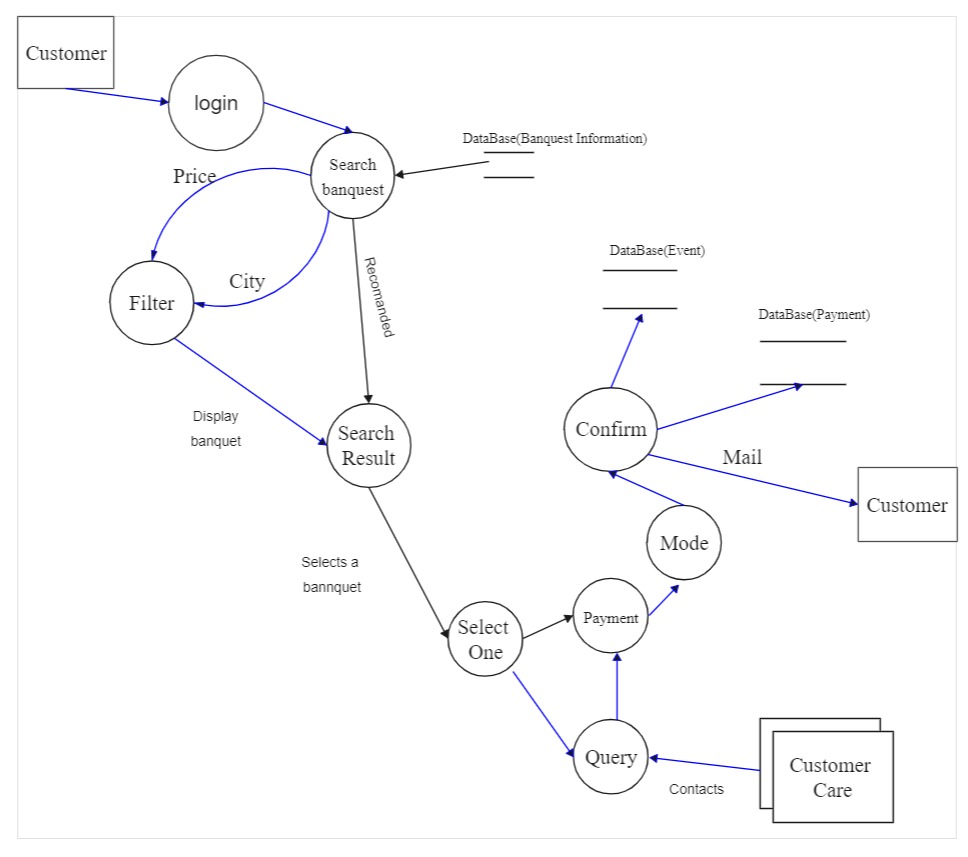 Customer
login
DataBase(Banquest Information)
Search
banquest
Price
City
Filter
Recomanded
DataBase(Event)
DataBase(Payment)
Display
banquet
Search
Result
Confirm
Mail
Customer
Mode
Selects a
bannquet
Select
One
Payment
Query
Contacts
Customer
Care